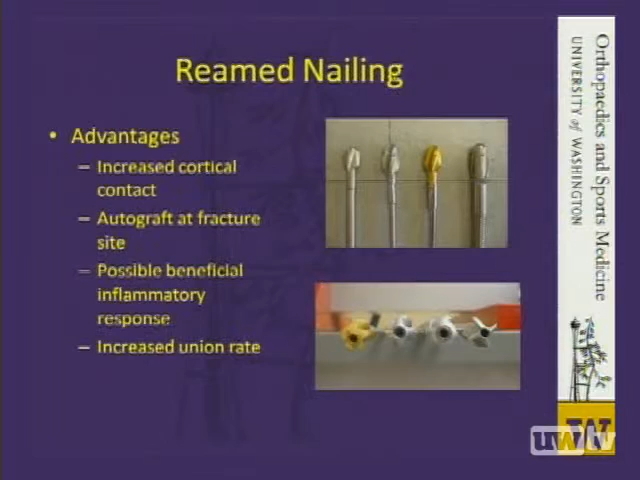 Reamed Nailing
• Advantages
– Increased cortical
contact
– Autograft at fracture
site
– Possible beneficial
inflammatory
response
– Increased union rate
Orthopaedics and Sports Medicine
UNIVERSITY of WASHINGTON
W
uwtv